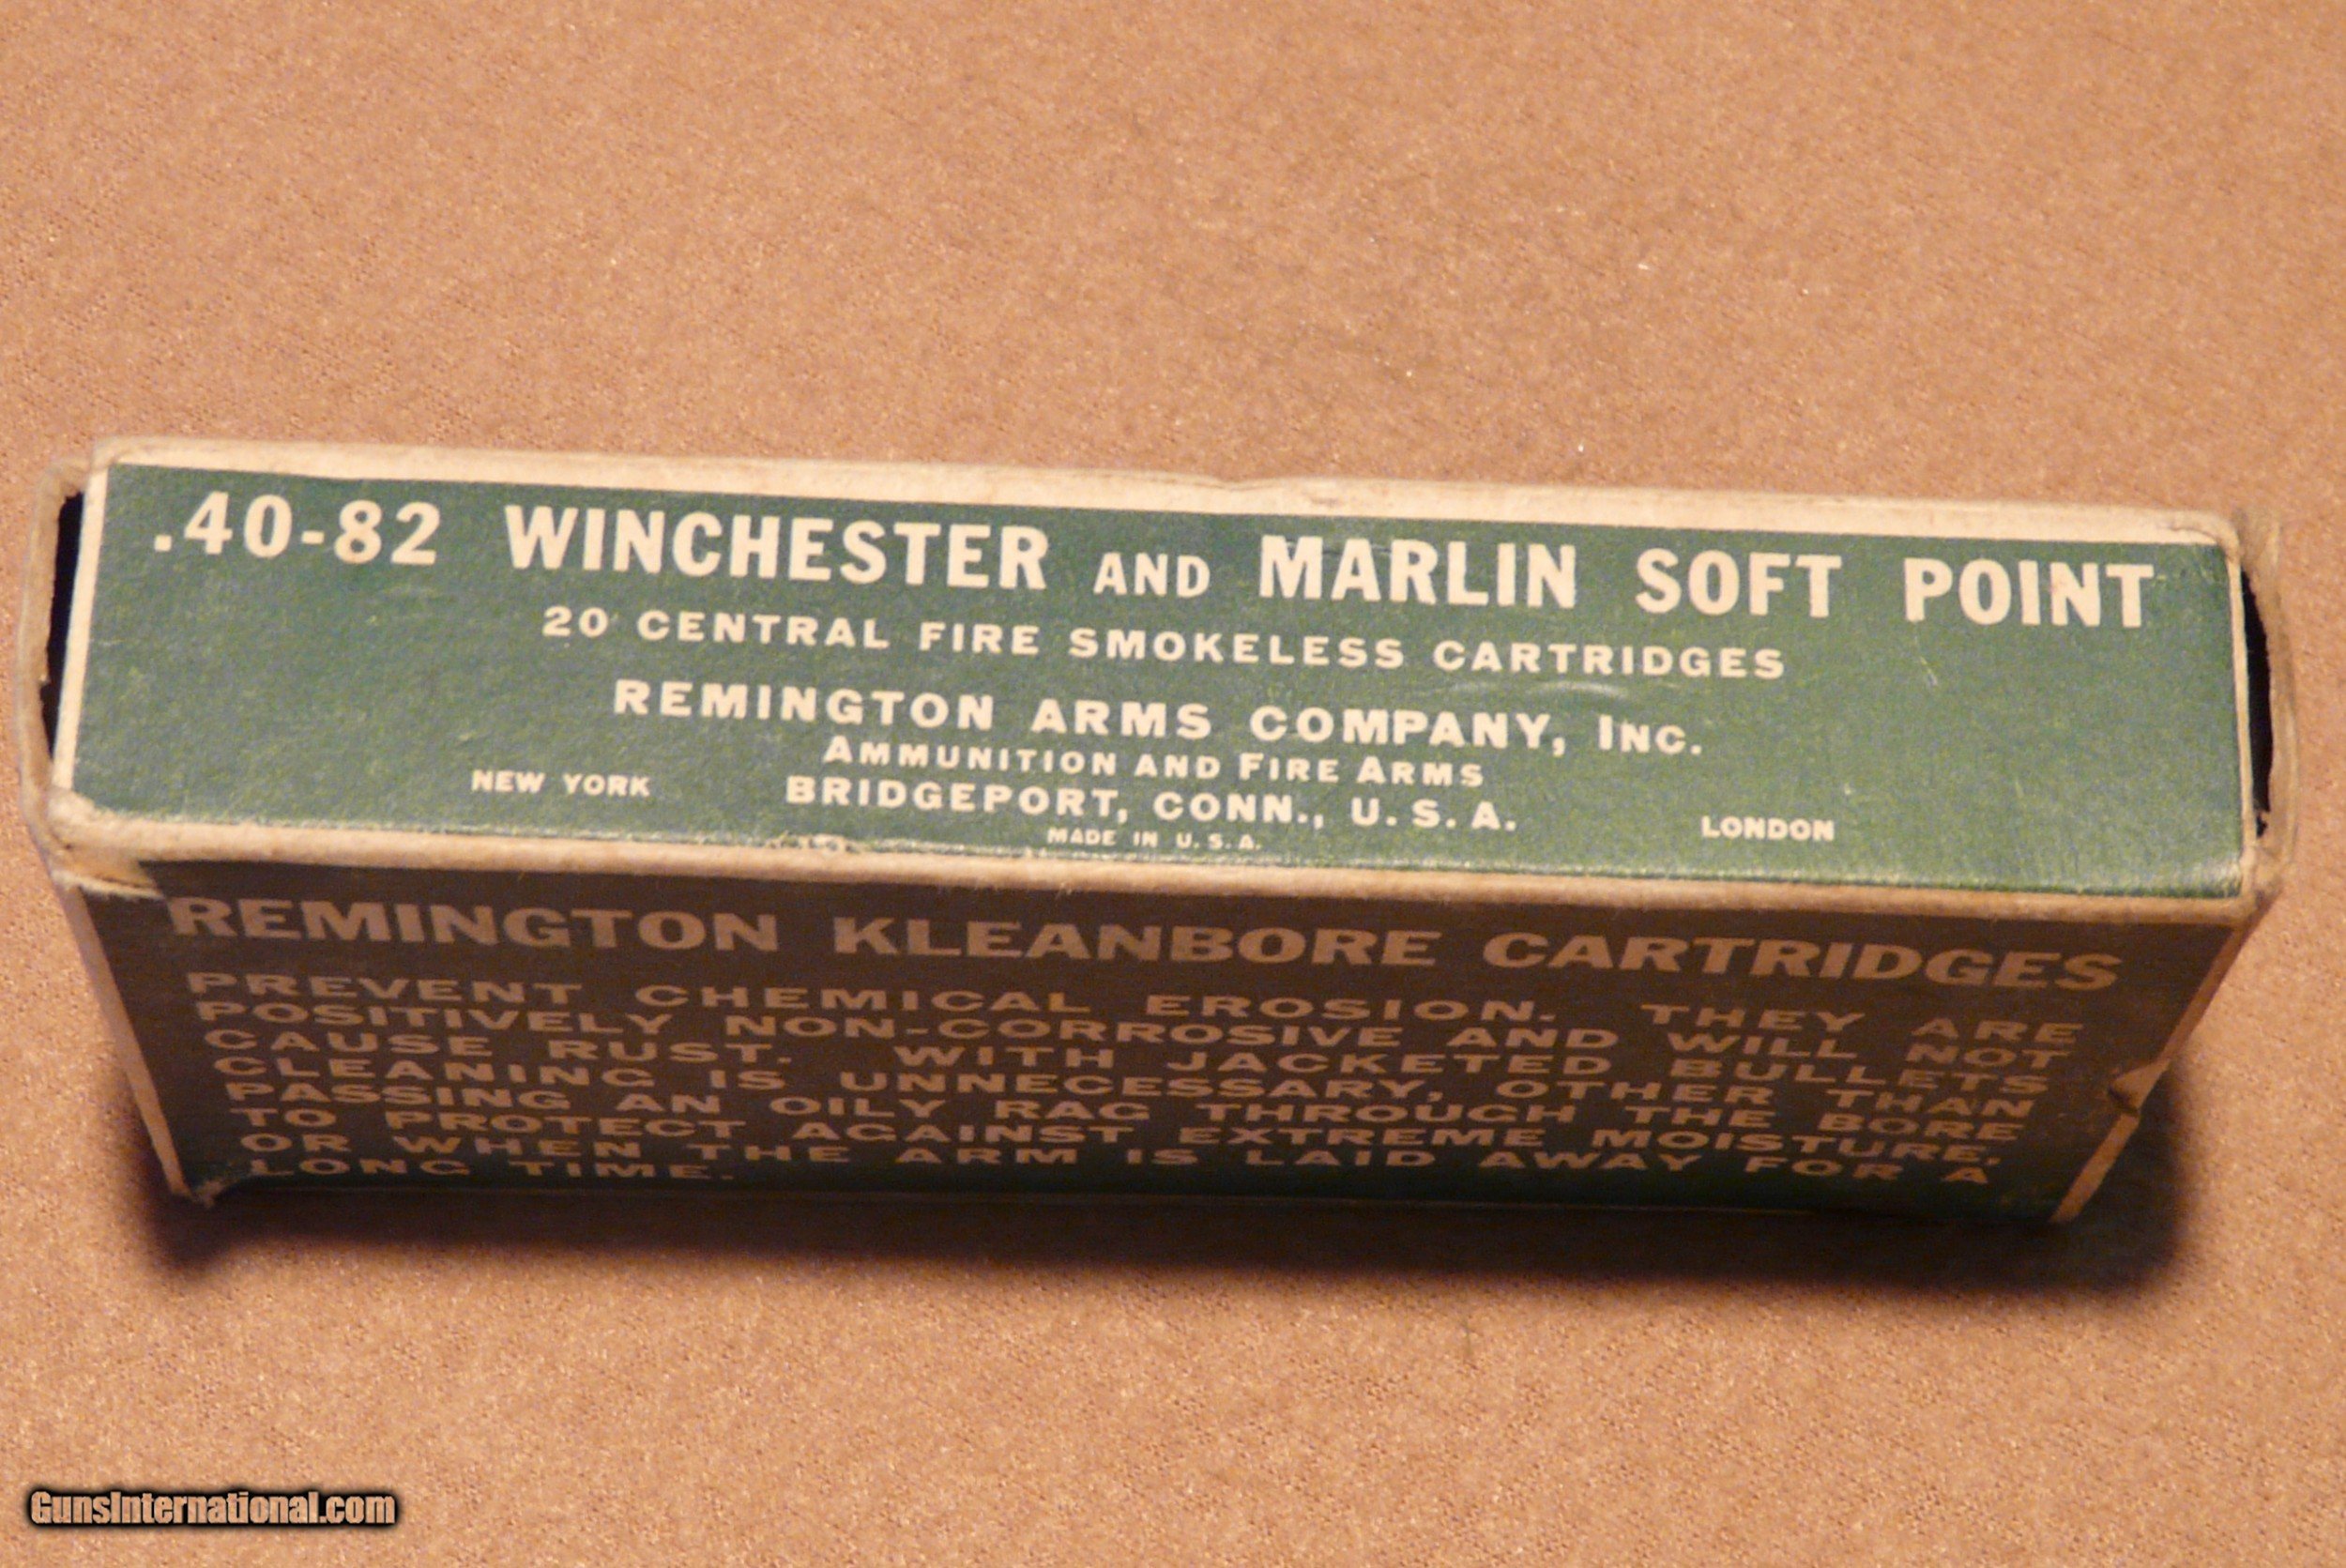 .40-82 WINCHESTER AND MARLIN SOFT POINT
20 CENTRAL FIRE SMOKELESS CARTRIDGES
REMINGTON ARMS COMPANY, INC.
AMMUNITION AND FIRE ARMS
NEW YORK BRIDGEPORT, CONN., U. S. A. LONDON
MADE IN U. S. A.
REMINGTON KLEANBORE CARTRIDGES
PREVENT CHEMICAL EROSION. THEY ARE
POSITIVELY NON-CORROSIVE AND WILL NOT
CAUSE RUST. WITH JACKETED BULLETS
CLEANING IS UNNECESSARY, OTHER THAN
PASSING AN OILY RAG THROUGH THE BORE
TO PROTECT AGAINST EXTREME MOISTURE,
OR WHEN THE ARM IS LAID AWAY FOR A
LONG TIME.
GunsInternational.com